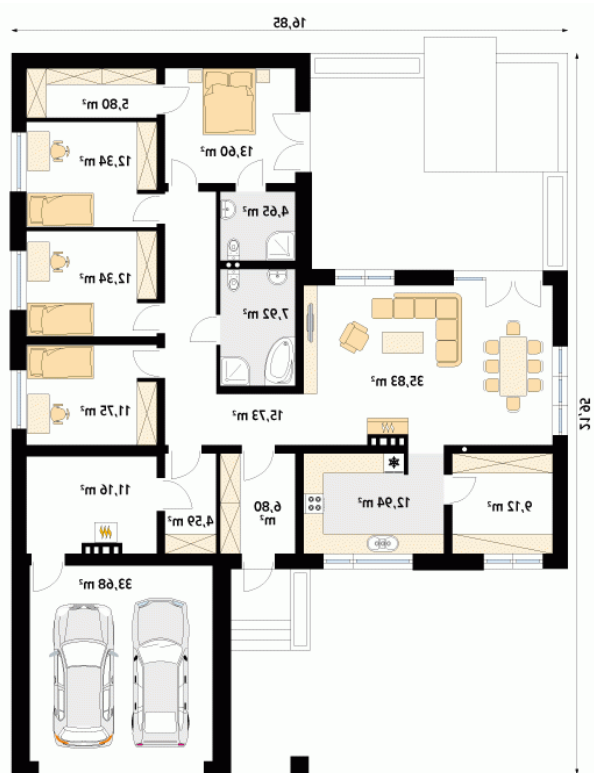 16,85
5,80 m²
13,60 m²
12,34 m²
4,65 m²
12,34 m²
7,92 m²
35,83 m²
11,75 m²
15,73 m²
21,95
11,16 m²
4,59 m²
6,80
m²
12,94 m²
9,12 m²
33,68 m²